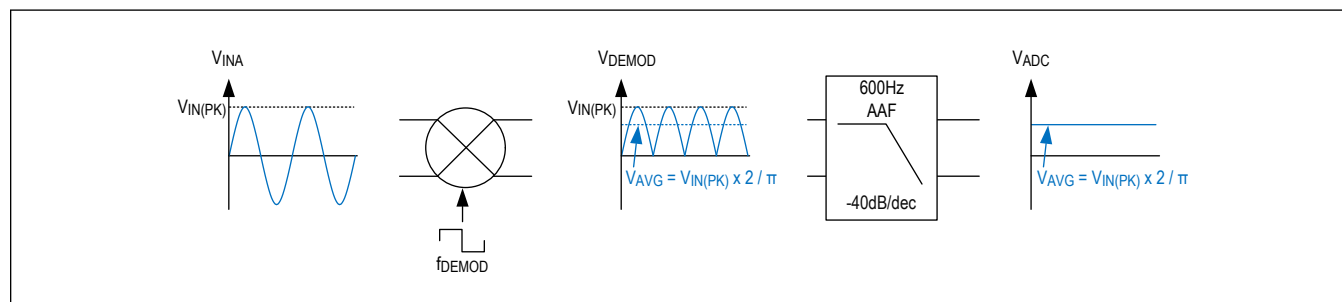 VINA
VIN(PK)
fDEMOD
VDEMOD
VIN(PK)
VAVG = VIN(PK) x 2 / π
600Hz
AAF
-40dB/dec
VADC
VAVG = VIN(PK) x 2 / π